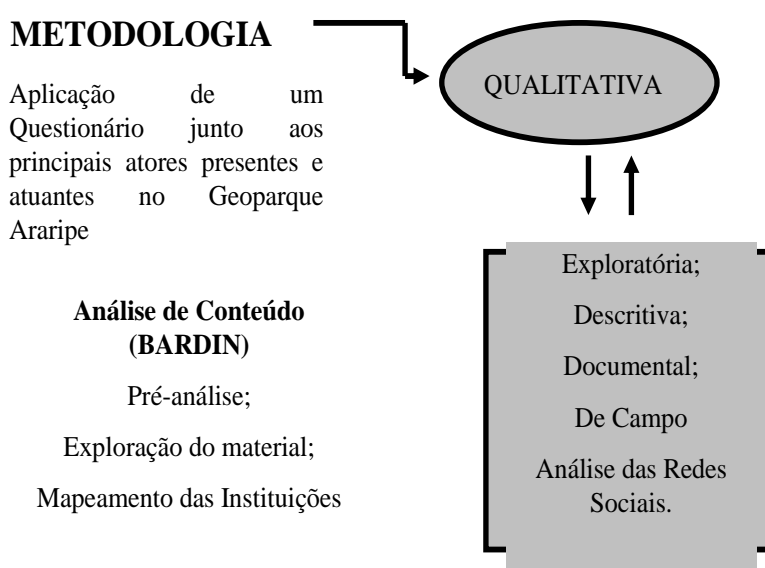 METODOLOGIA
Aplicação de um
Questionário junto aos
principais atores presentes e
atuantes no Geoparque
Araripe
Análise de Conteúdo
(BARDIN)
Pré-análise;
Exploração do material;
Mapeamento das Instituições
QUALITATIVA
Exploratória;
Descritiva;
Documental;
De Campo
Análise das Redes
Sociais.